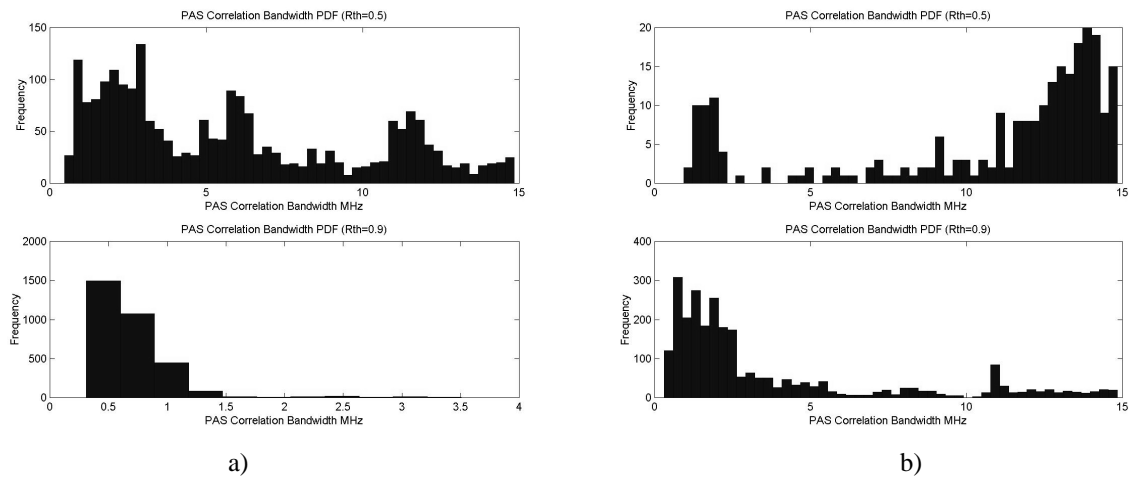 PAS Correlation Bandwidth PDF (Rth=0.5)
150
100
50
0
Frequency
0 5 10 15
PAS Correlation Bandwidth MHz
PAS Correlation Bandwidth PDF (Rth=0.9)
2000
1500
1000
500
0
Frequency
0.5 1 1.5 2 2.5 3 3.5 4
PAS Correlation Bandwidth MHz
a)
PAS Correlation Bandwidth PDF (Rth=0.5)
20
15
10
5
0
Frequency
0 5 10 15
PAS Correlation Bandwidth MHz
PAS Correlation Bandwidth PDF (Rth=0.9)
400
300
200
100
0
Frequency
0 5 10 15
PAS Correlation Bandwidth MHz
b)